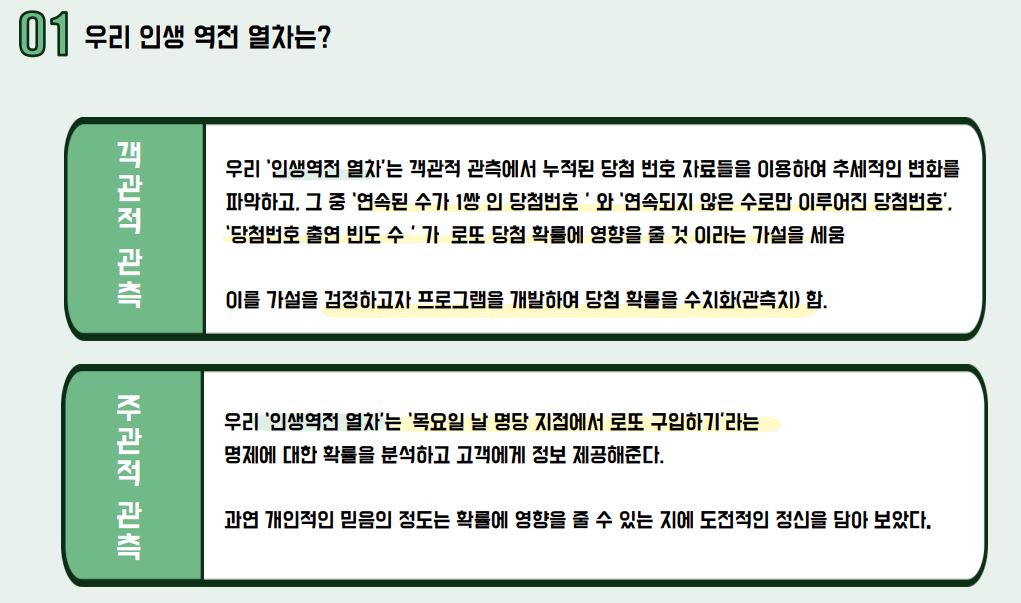 01 우리 인생 역전 열차는?
객관적 관측
우리 '인생역전 열차'는 객관적 관측에서 누적된 당첨 번호 자료들을 이용하여 추세적인 변화를
파악하고, 그 중 '연속된 수가 1쌍 인 당첨번호 ' 와 '연속되지 않은 수로만 이루어진 당첨번호',
'당첨번호 출연 빈도 수 ' 가 로또 당첨 확률에 영향을 줄 것 이라는 가설을 세움
이를 가설을 검정하고자 프로그램을 개발하여 당첨 확률을 수치화(관측치) 함.
주관적 관측
우리 '인생역전 열차'는 '목요일 날 명당 지점에서 로또 구입하기'라는
명제에 대한 확률을 분석하고 고객에게 정보 제공해준다.
과연 개인적인 믿음의 정도는 확률에 영향을 줄 수 있는 지에 도전적인 정신을 담아 보았다.